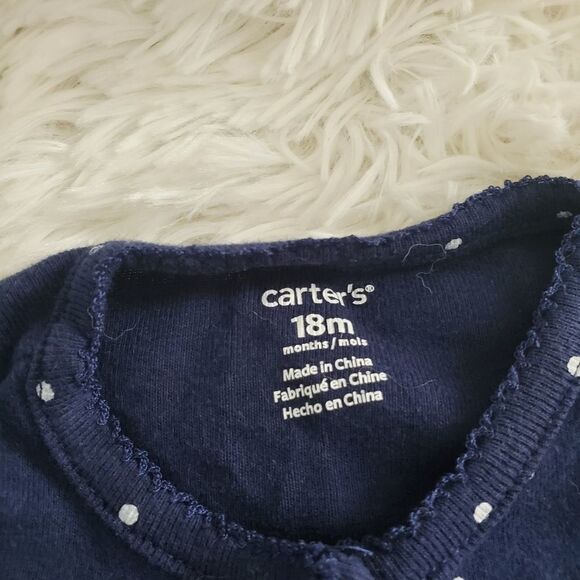 carter's®
18m
months / mois
Made in China
Fabriqué en Chine
Hecho en China